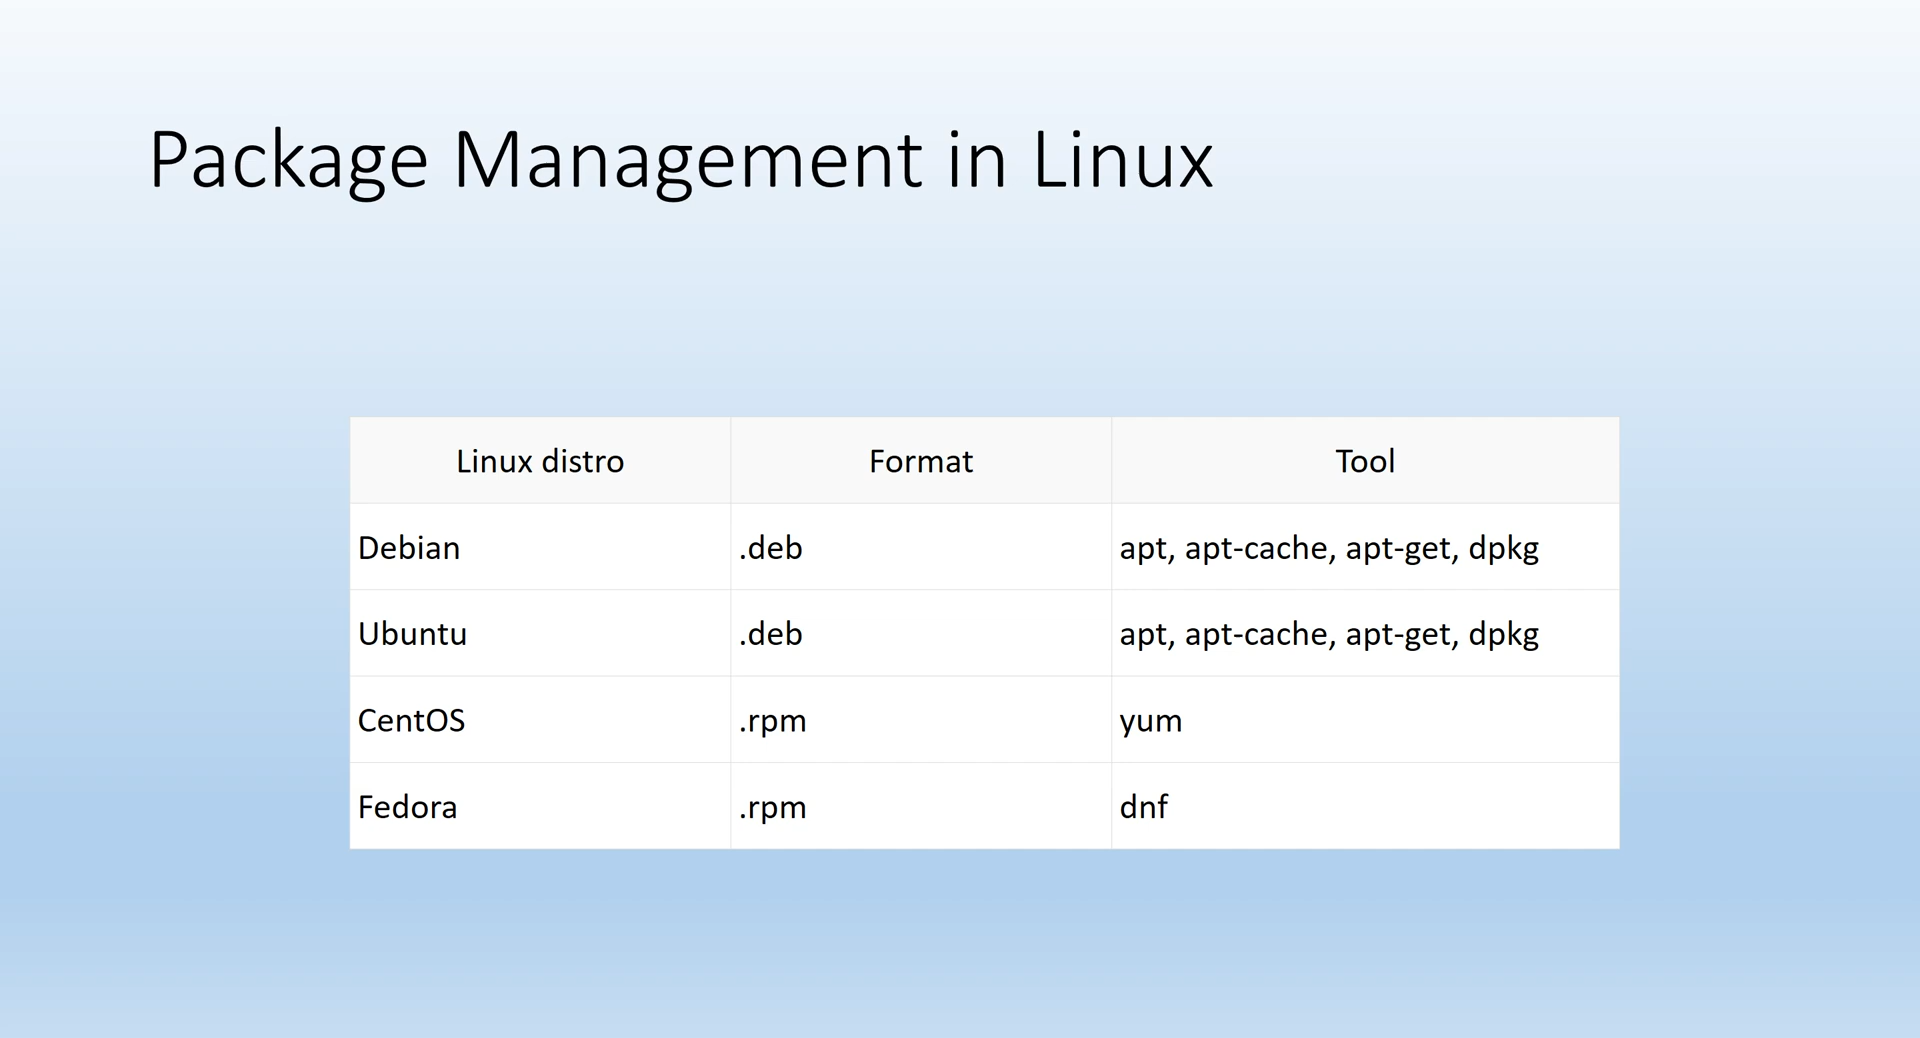 Package Management in Linux
Linux distro Format Tool
Debian .deb apt, apt-cache, apt-get, dpkg
Ubuntu .deb apt, apt-cache, apt-get, dpkg
CentOS .rpm yum
Fedora .rpm dnf